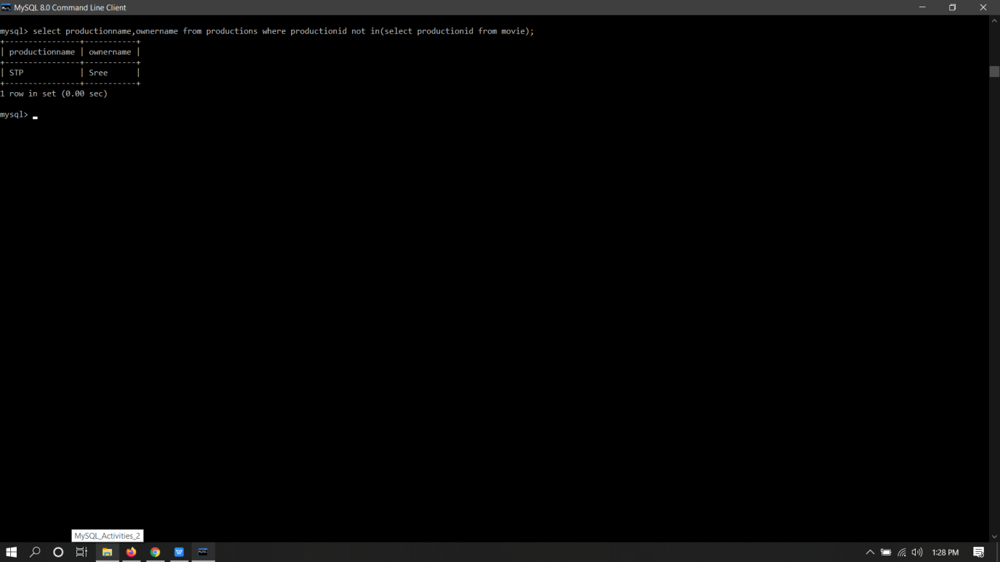 MySQL 8.0 Command Line Client
mysql> select productionname,ownername from productions where productionid not in(select productionid from movie);
+----------------+-----------+
| productionname | ownername |
+----------------+-----------+
| STP            | Sree      |
+----------------+-----------+
1 row in set (0.00 sec)
mysql>
MySQL_Activities_2
1:28 PM